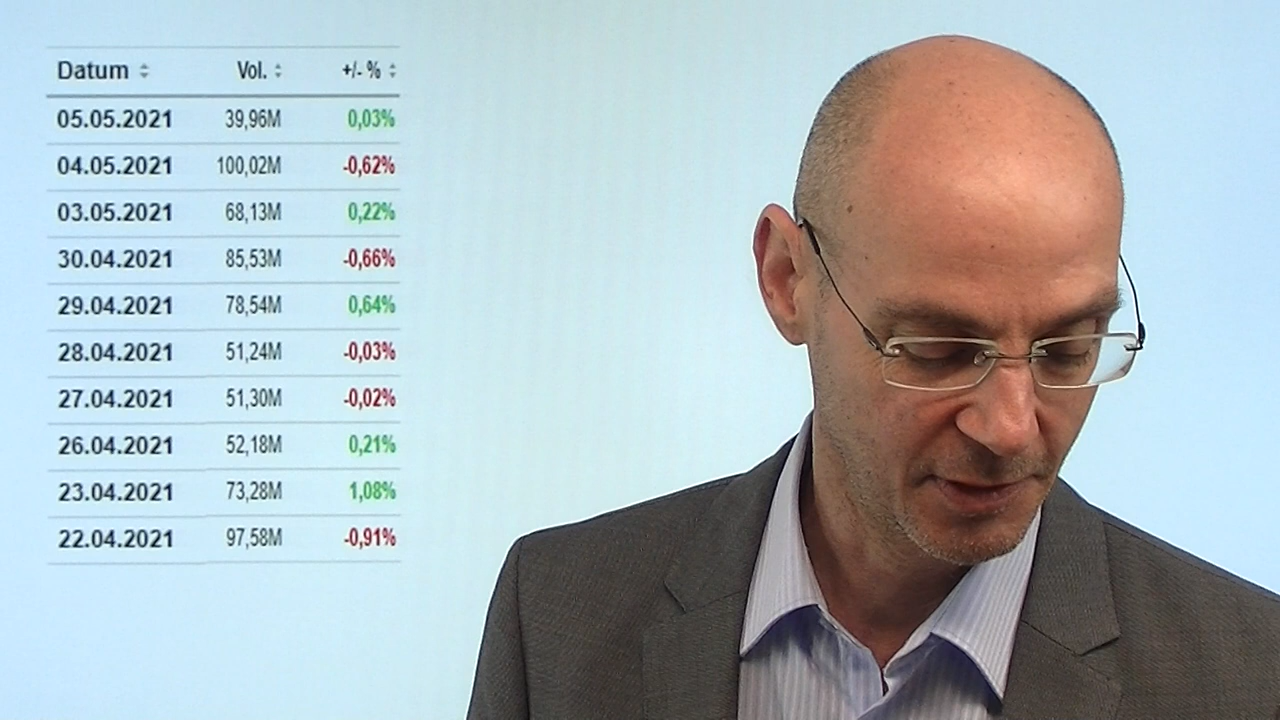 Datum Vol. +/- %
05.05.2021 39,96M 0,03%
04.05.2021 100,02M -0,62%
03.05.2021 68,13M 0,22%
30.04.2021 85,53M -0,66%
29.04.2021 78,54M 0,64%
28.04.2021 51,24M -0,03%
27.04.2021 51,30M -0,02%
26.04.2021 52,18M 0,21%
23.04.2021 73,28M 1,08%
22.04.2021 97,58M -0,91%